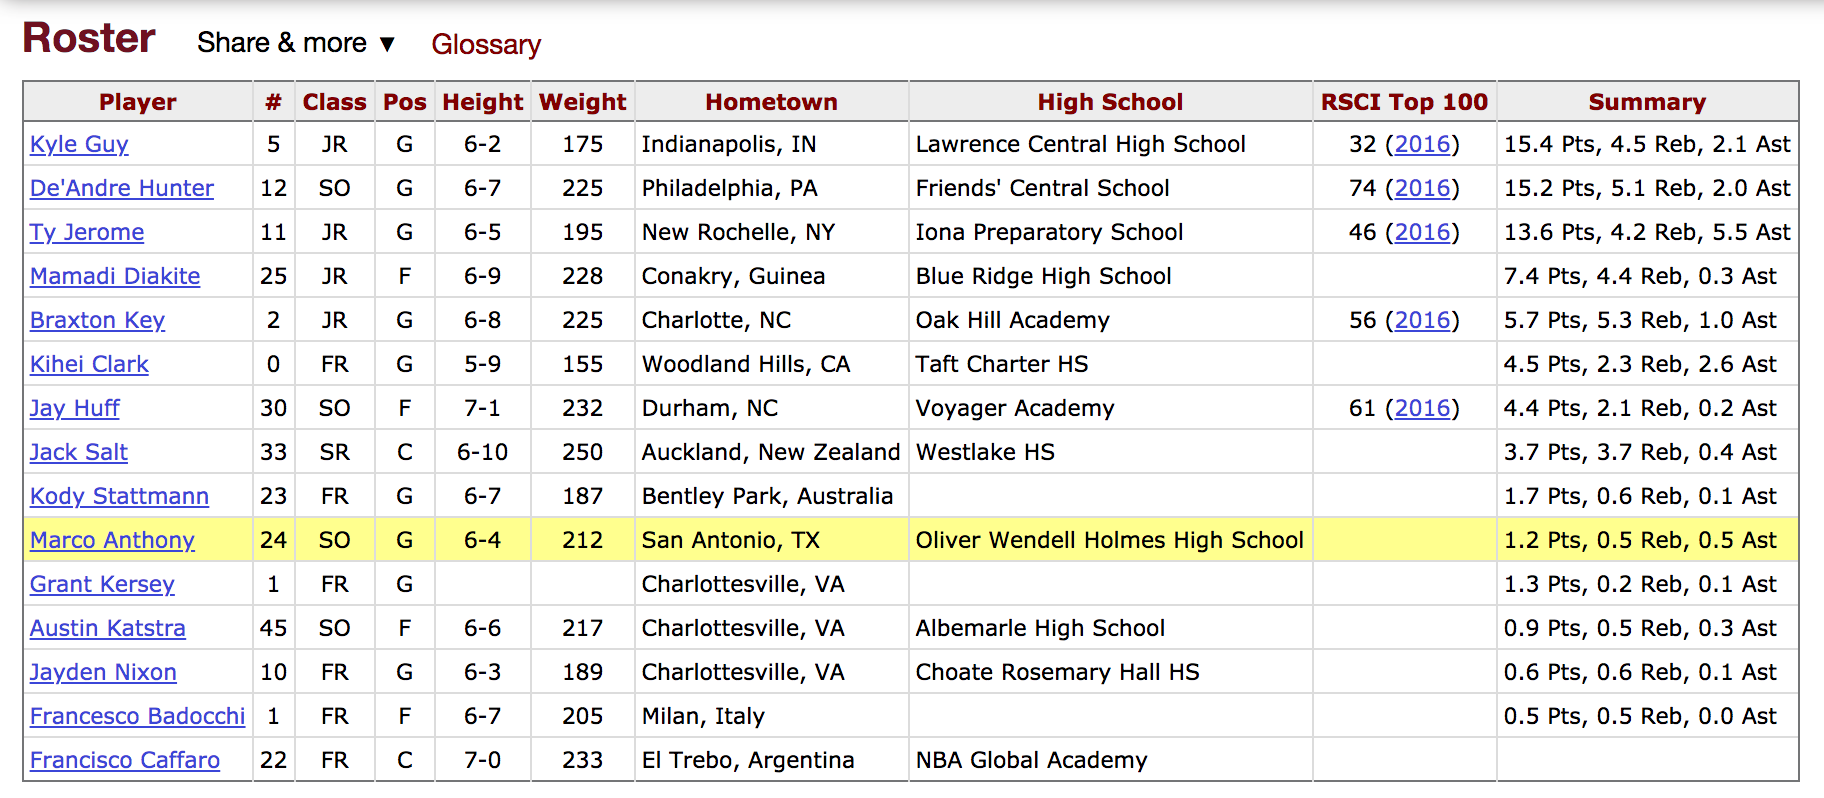 Roster Share & more ▼ Glossary
Player # Class Pos Height Weight Hometown High School RSCI Top 100 Summary
Kyle Guy 5 JR G 6-2 175 Indianapolis, IN Lawrence Central High School 32 (2016) 15.4 Pts, 4.5 Reb, 2.1 Ast
De'Andre Hunter 12 SO G 6-7 225 Philadelphia, PA Friends' Central School 74 (2016) 15.2 Pts, 5.1 Reb, 2.0 Ast
Ty Jerome 11 JR G 6-5 195 New Rochelle, NY Iona Preparatory School 46 (2016) 13.6 Pts, 4.2 Reb, 5.5 Ast
Mamadi Diakite 25 JR F 6-9 228 Conakry, Guinea Blue Ridge High School 7.4 Pts, 4.4 Reb, 0.3 Ast
Braxton Key 2 JR G 6-8 225 Charlotte, NC Oak Hill Academy 56 (2016) 5.7 Pts, 5.3 Reb, 1.0 Ast
Kihei Clark 0 FR G 5-9 155 Woodland Hills, CA Taft Charter HS 4.5 Pts, 2.3 Reb, 2.6 Ast
Jay Huff 30 SO F 7-1 232 Durham, NC Voyager Academy 61 (2016) 4.4 Pts, 2.1 Reb, 0.2 Ast
Jack Salt 33 SR C 6-10 250 Auckland, New Zealand Westlake HS 3.7 Pts, 3.7 Reb, 0.4 Ast
Kody Stattmann 23 FR G 6-7 187 Bentley Park, Australia 1.7 Pts, 0.6 Reb, 0.1 Ast
Marco Anthony 24 SO G 6-4 212 San Antonio, TX Oliver Wendell Holmes High School 1.2 Pts, 0.5 Reb, 0.5 Ast
Grant Kersey 1 FR G Charlottesville, VA 1.3 Pts, 0.2 Reb, 0.1 Ast
Austin Katstra 45 SO F 6-6 217 Charlottesville, VA Albemarle High School 0.9 Pts, 0.5 Reb, 0.3 Ast
Jayden Nixon 10 FR G 6-3 189 Charlottesville, VA Choate Rosemary Hall HS 0.6 Pts, 0.6 Reb, 0.1 Ast
Francesco Badocchi 1 FR F 6-7 205 Milan, Italy 0.5 Pts, 0.5 Reb, 0.0 Ast
Francisco Caffaro 22 FR C 7-0 233 El Trebo, Argentina NBA Global Academy